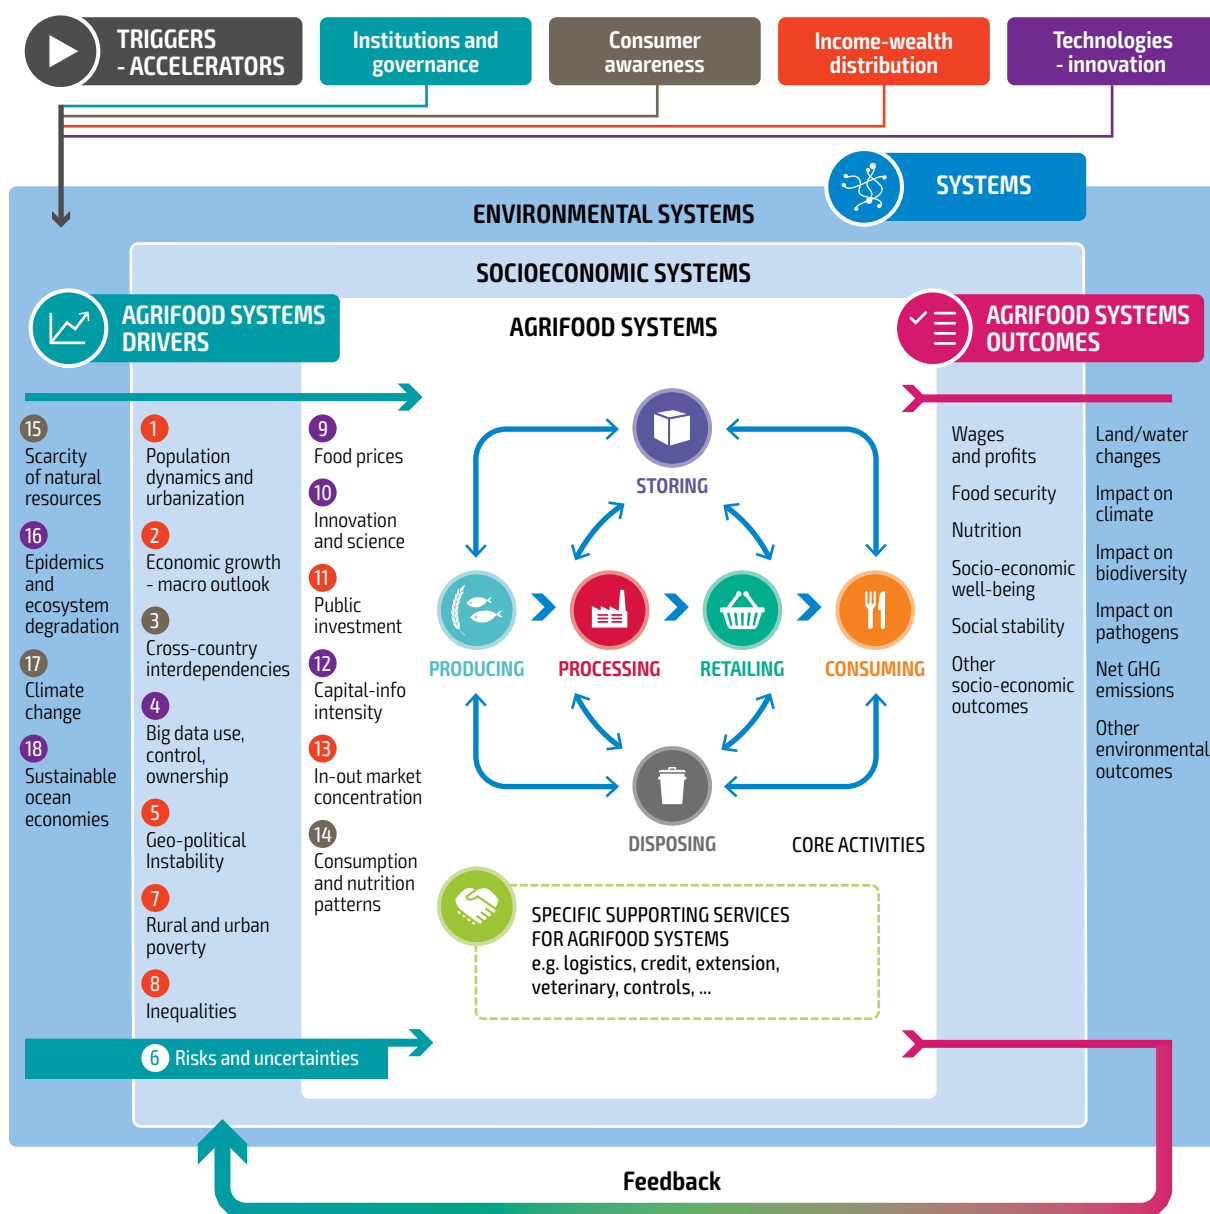 TRIGGERS
- ACCELERATORS
Institutions and
governance
Consumer
awareness
Income-wealth
distribution
Technologies
- innovation
SYSTEMS
ENVIRONMENTAL SYSTEMS
SOCIOECONOMIC SYSTEMS
AGRIFOOD SYSTEMS
AGRIFOOD SYSTEMS
DRIVERS
AGRIFOOD SYSTEMS
OUTCOMES
15
Scarcity
of natural
resources
16
Epidemics
and
ecosystem
degradation
17
Climate
change
18
Sustainable
ocean
economies
1
Population
dynamics and
urbanization
2
Economic growth
- macro outlook
3
Cross-country
interdependencies
4
Big data use,
control,
ownership
5
Geo-political
Instability
7
Rural and urban
poverty
8
Inequalities
6 Risks and uncertainties
9
Food prices
10
Innovation
and science
11
Public
investment
12
Capital-info
intensity
13
In-out market
concentration
14
Consumption
and nutrition
patterns
STORING
PRODUCING
PROCESSING
RETAILING
CONSUMING
DISPOSING
CORE ACTIVITIES
SPECIFIC SUPPORTING SERVICES
FOR AGRIFOOD SYSTEMS
e.g. logistics, credit, extension,
veterinary, controls, ...
Wages
and profits
Food security
Nutrition
Socio-economic
well-being
Social stability
Other
socio-economic
outcomes
Land/water
changes
Impact on
climate
Impact on
biodiversity
Impact on
pathogens
Net GHG
emissions
Other
environmental
outcomes
Feedback